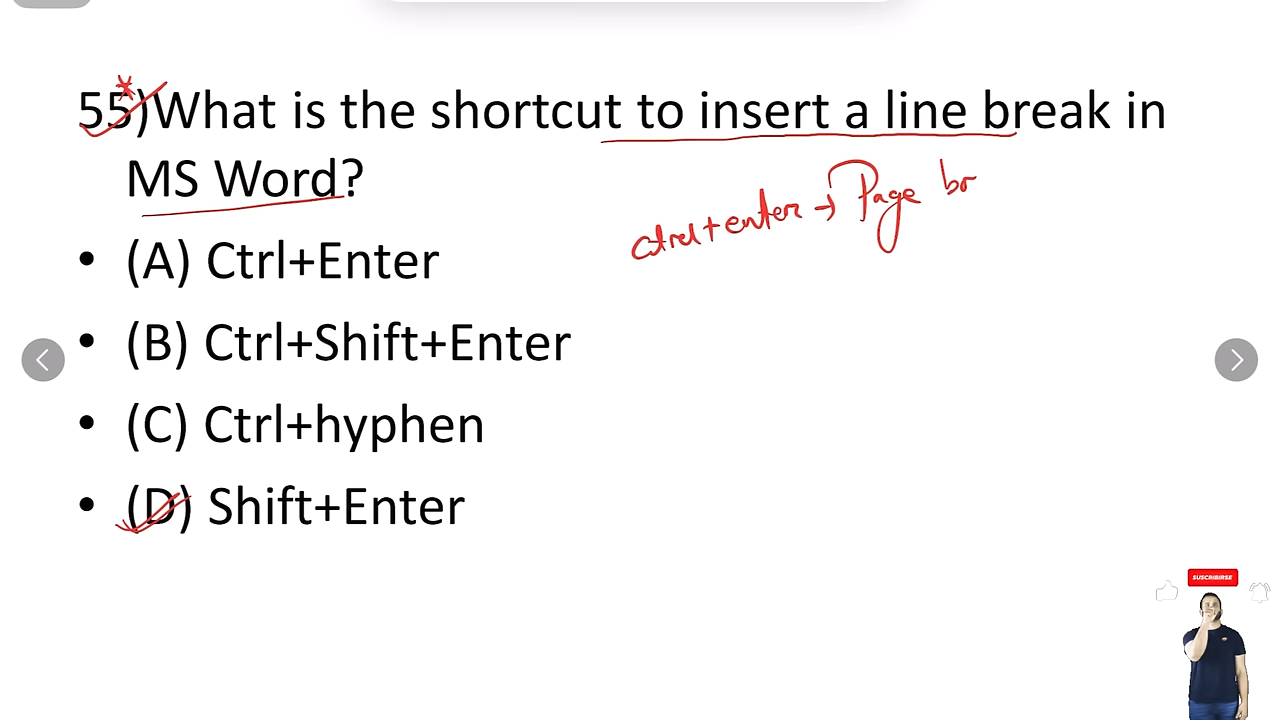 55)What is the shortcut to insert a line break in
MS Word?
ctrl+enter → Page br
• (A) Ctrl+Enter
• (B) Ctrl+Shift+Enter
• (C) Ctrl+hyphen
• (D) Shift+Enter
SUSCRIBIRSE